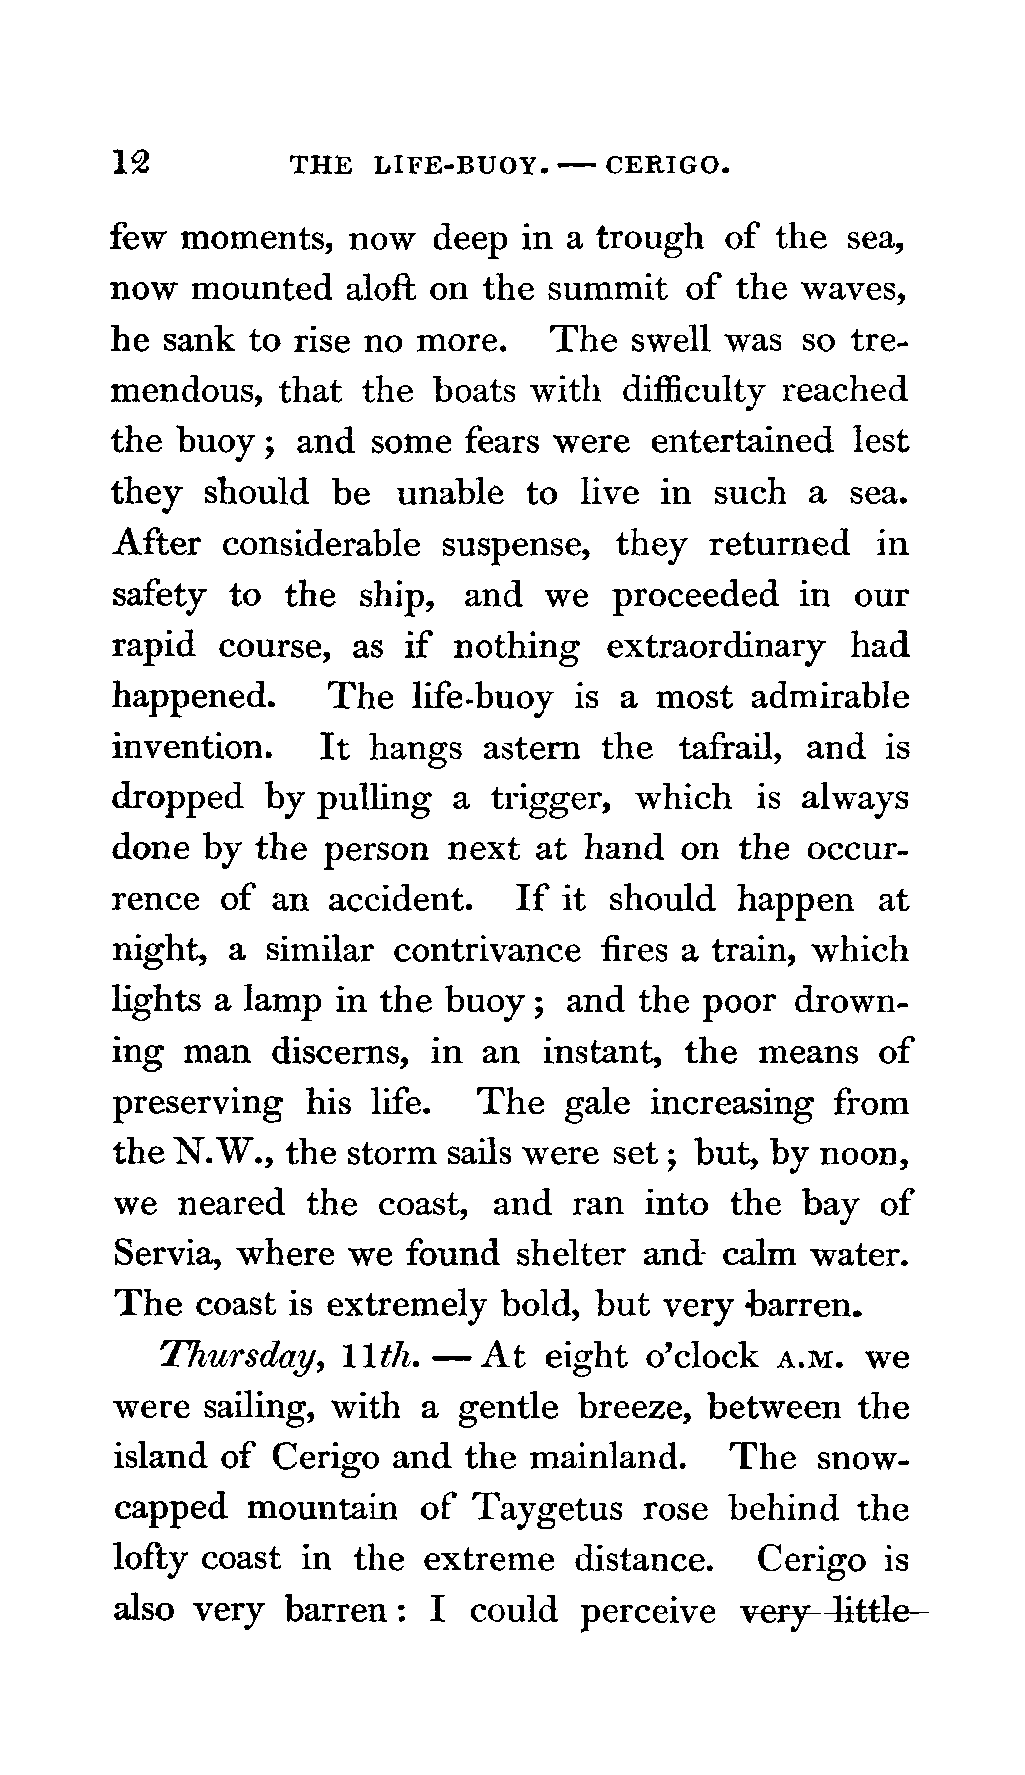 12 THE LIFE-BUOY. — CERIGO.
few moments, now deep in a trough of the sea,
now mounted aloft on the summit of the waves,
he sank to rise no more. The swell was so tre-
mendous, that the boats with difficulty reached
the buoy; and some fears were entertained lest
they should be unable to live in such a sea.
After considerable suspense, they returned in
safety to the ship, and we proceeded in our
rapid course, as if nothing extraordinary had
happened. The life-buoy is a most admirable
invention. It hangs astern the tafrail, and is
dropped by pulling a trigger, which is always
done by the person next at hand on the occur-
rence of an accident. If it should happen at
night, a similar contrivance fires a train, which
lights a lamp in the buoy; and the poor drown-
ing man discerns, in an instant, the means of
preserving his life. The gale increasing from
the N.W., the storm sails were set; but, by noon,
we neared the coast, and ran into the bay of
Servia, where we found shelter and calm water.
The coast is extremely bold, but very barren.
Thursday, 11th. — At eight o'clock A.M. we
were sailing, with a gentle breeze, between the
island of Cerigo and the mainland. The snow-
capped mountain of Taygetus rose behind the
lofty coast in the extreme distance. Cerigo is
also very barren: I could perceive very little